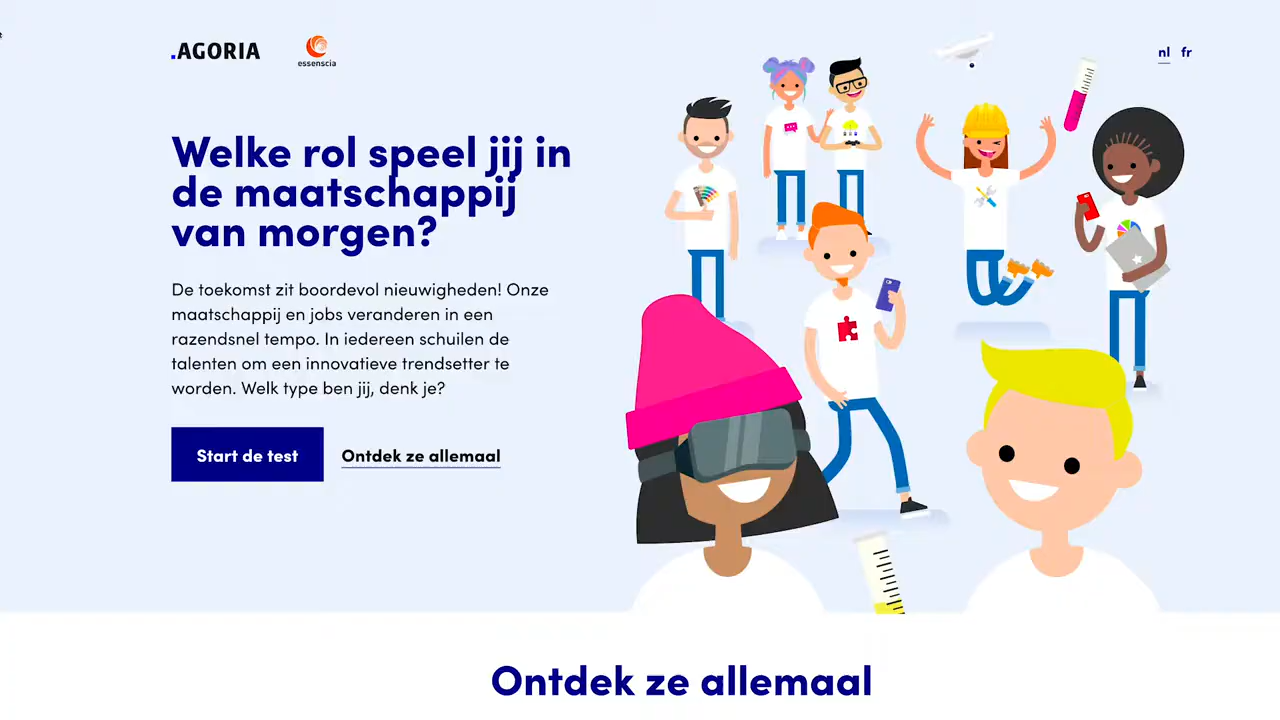 .AGORIA
essenscia
nl fr
Welke rol speel jij in
de maatschappij
van morgen?
De toekomst zit boordevol nieuwigheden! Onze
maatschappij en jobs veranderen in een
razendsnel tempo. In iedereen schuilen de
talenten om een innovatieve trendsetter te
worden. Welk type ben jij, denk je?
Start de test
Ontdek ze allemaal
Ontdek ze allemaal